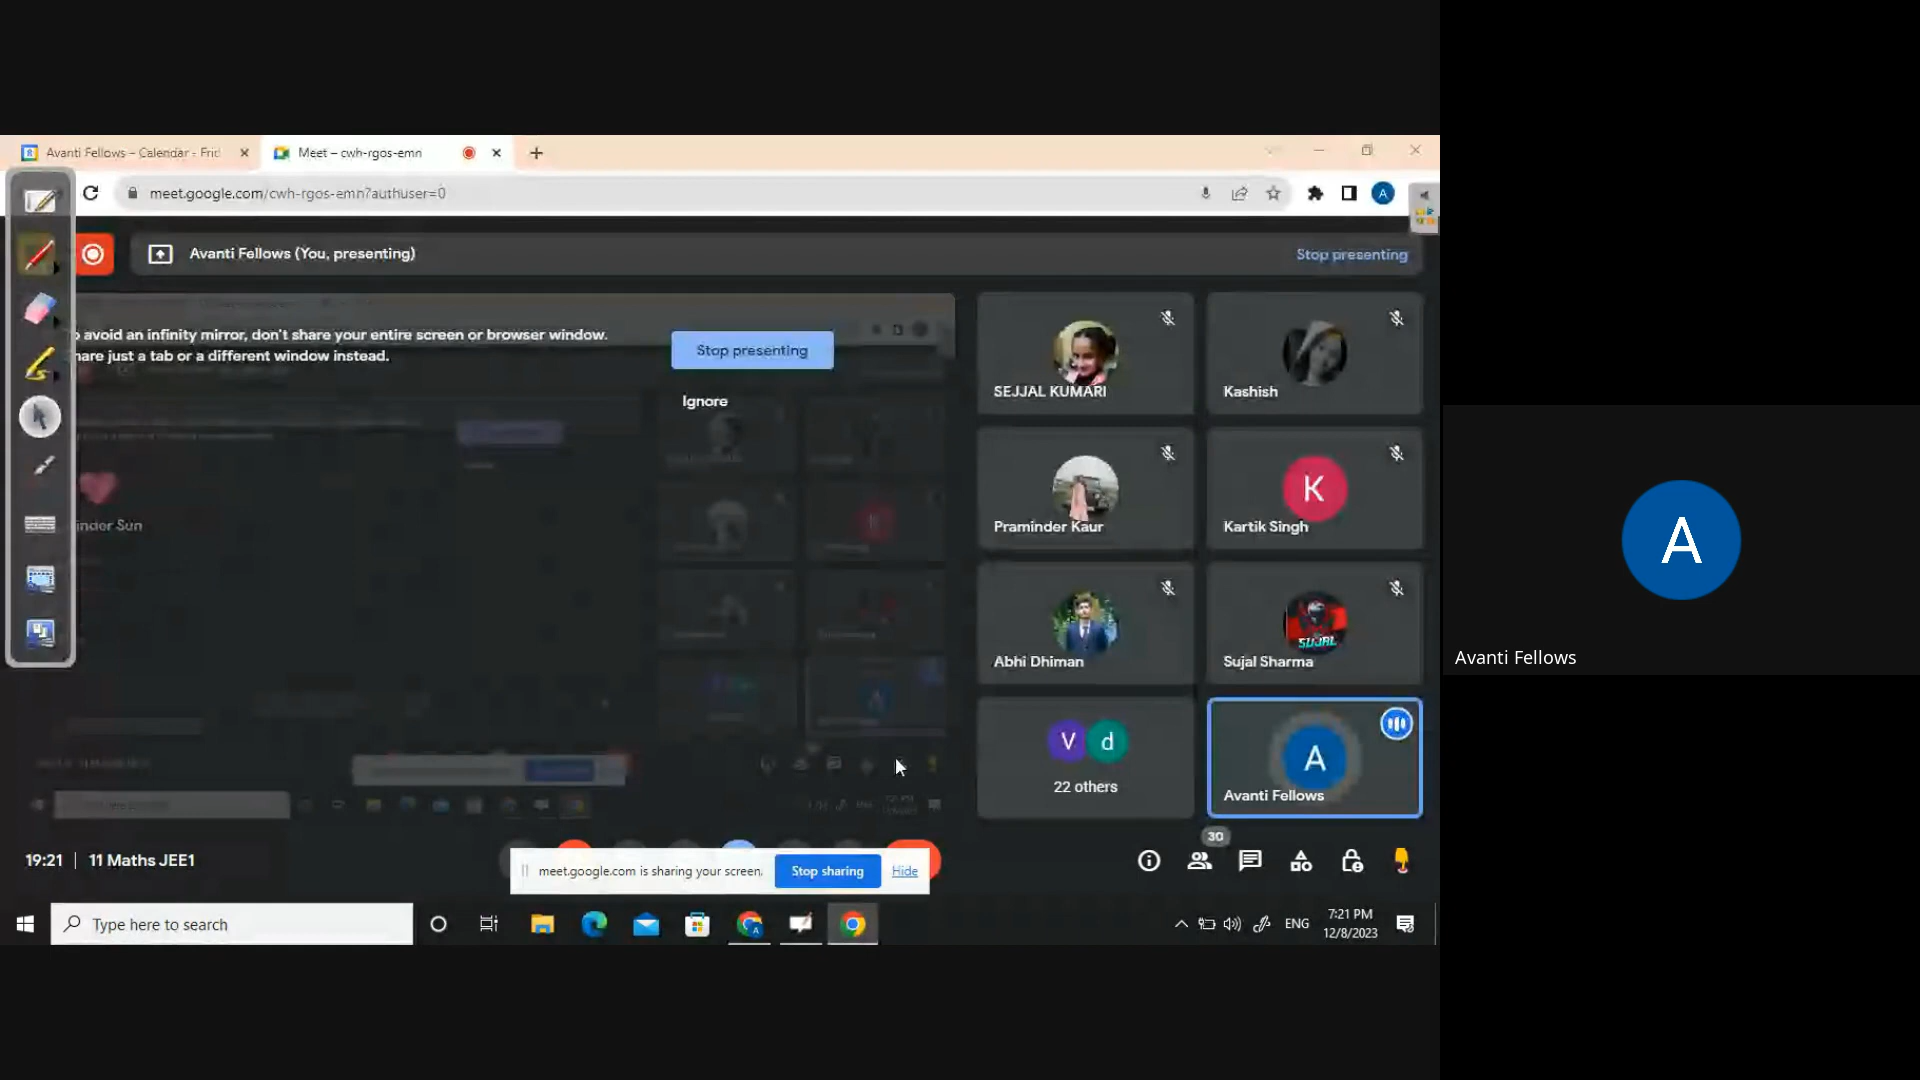 Avanti Fellows – Calendar - Frid
Meet – cwh-rgos-emn
meet.google.com/cwh-rgos-emn?authuser=0
A
Avanti Fellows (You, presenting)
Stop presenting
avoid an infinity mirror, don't share your entire screen or browser window.
hare just a tab or a different window instead.
Stop presenting
Ignore
inder Sun
SEJJAL KUMARI
Kashish
Praminder Kaur
K
Kartik Singh
Abhi Dhiman
SUJAL
Sujal Sharma
V d
22 others
A
Avanti Fellows
A
Avanti Fellows
30
19:21 | 11 Maths JEE1
meet.google.com is sharing your screen.
Stop sharing
Hide
Type here to search
ENG
7:21 PM
12/8/2023